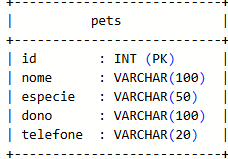 +-----------------------------+
|           pets              |
+-----------------------------+
| id        : INT (PK)        |
| nome      : VARCHAR(100)    |
| especie   : VARCHAR(50)     |
| dono      : VARCHAR(100)    |
| telefone  : VARCHAR(20)     |
+-----------------------------+